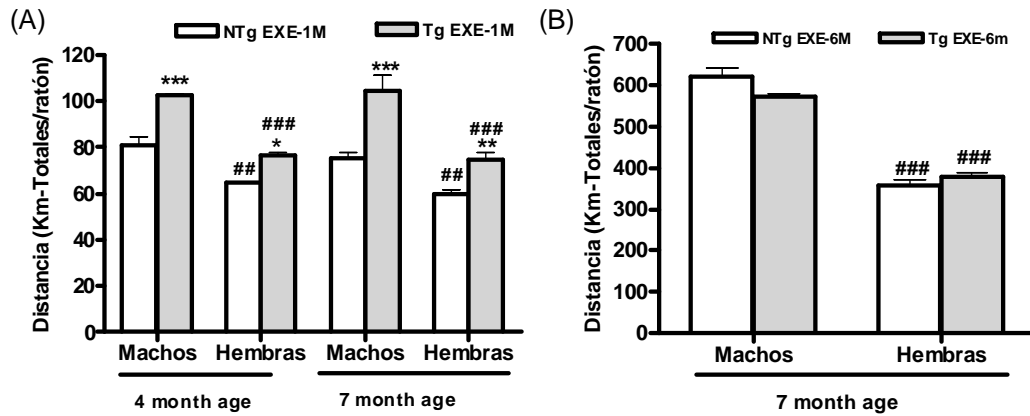 (A)
NTg EXE-1M Tg EXE-1M
Distancia (Km-Totales/ratón)
120
100
80
60
40
20
0
***
##
###
*
***
##
###
**
Machos Hembras Machos Hembras
4 month age 7 month age
(B)
NTg EXE-6M Tg EXE-6m
Distancia (Km-Totales/ratón)
700
600
500
400
300
200
100
0
### ###
Machos Hembras
7 month age